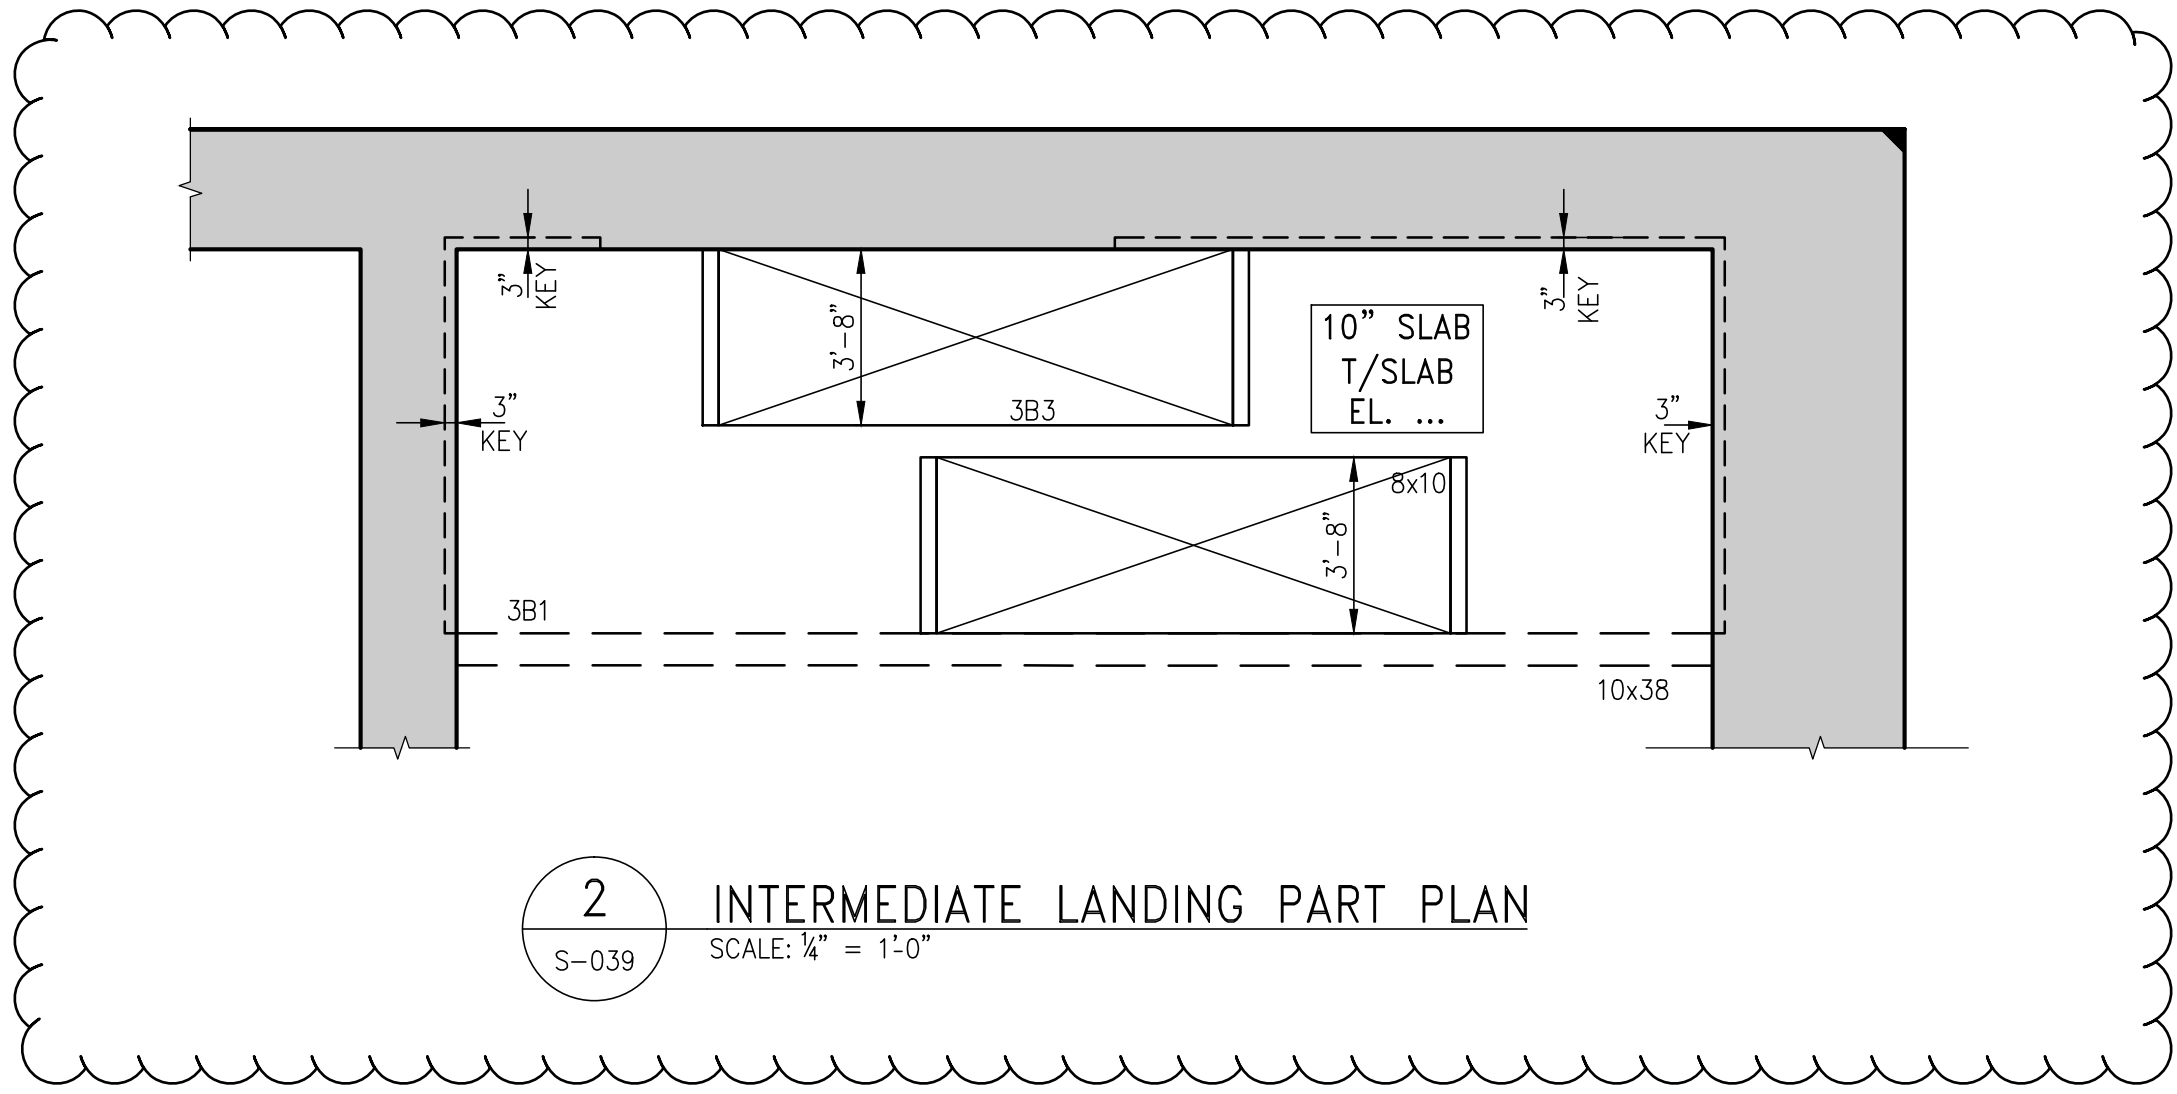 3"
KEY
3"
KEY
3'-8"
10" SLAB
T/SLAB
EL. ...
3B3
3"
KEY
3"
KEY
8x10
3'-8"
3B1
10x38
2
S-039
INTERMEDIATE LANDING PART PLAN
SCALE: ¼" = 1'-0"